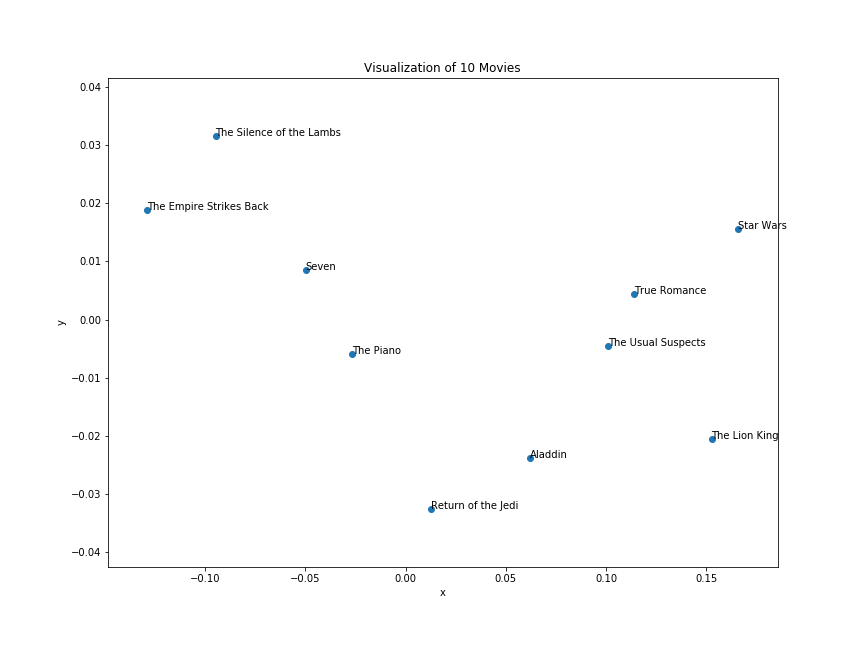 Visualization of 10 Movies
0.04
0.03
0.02
0.01
0.00
−0.01
−0.02
−0.03
−0.04
The Silence of the Lambs
The Empire Strikes Back
Star Wars
Seven
True Romance
The Usual Suspects
The Piano
The Lion King
Aladdin
Return of the Jedi
y
−0.10
−0.05
0.00
0.05
0.10
0.15
x